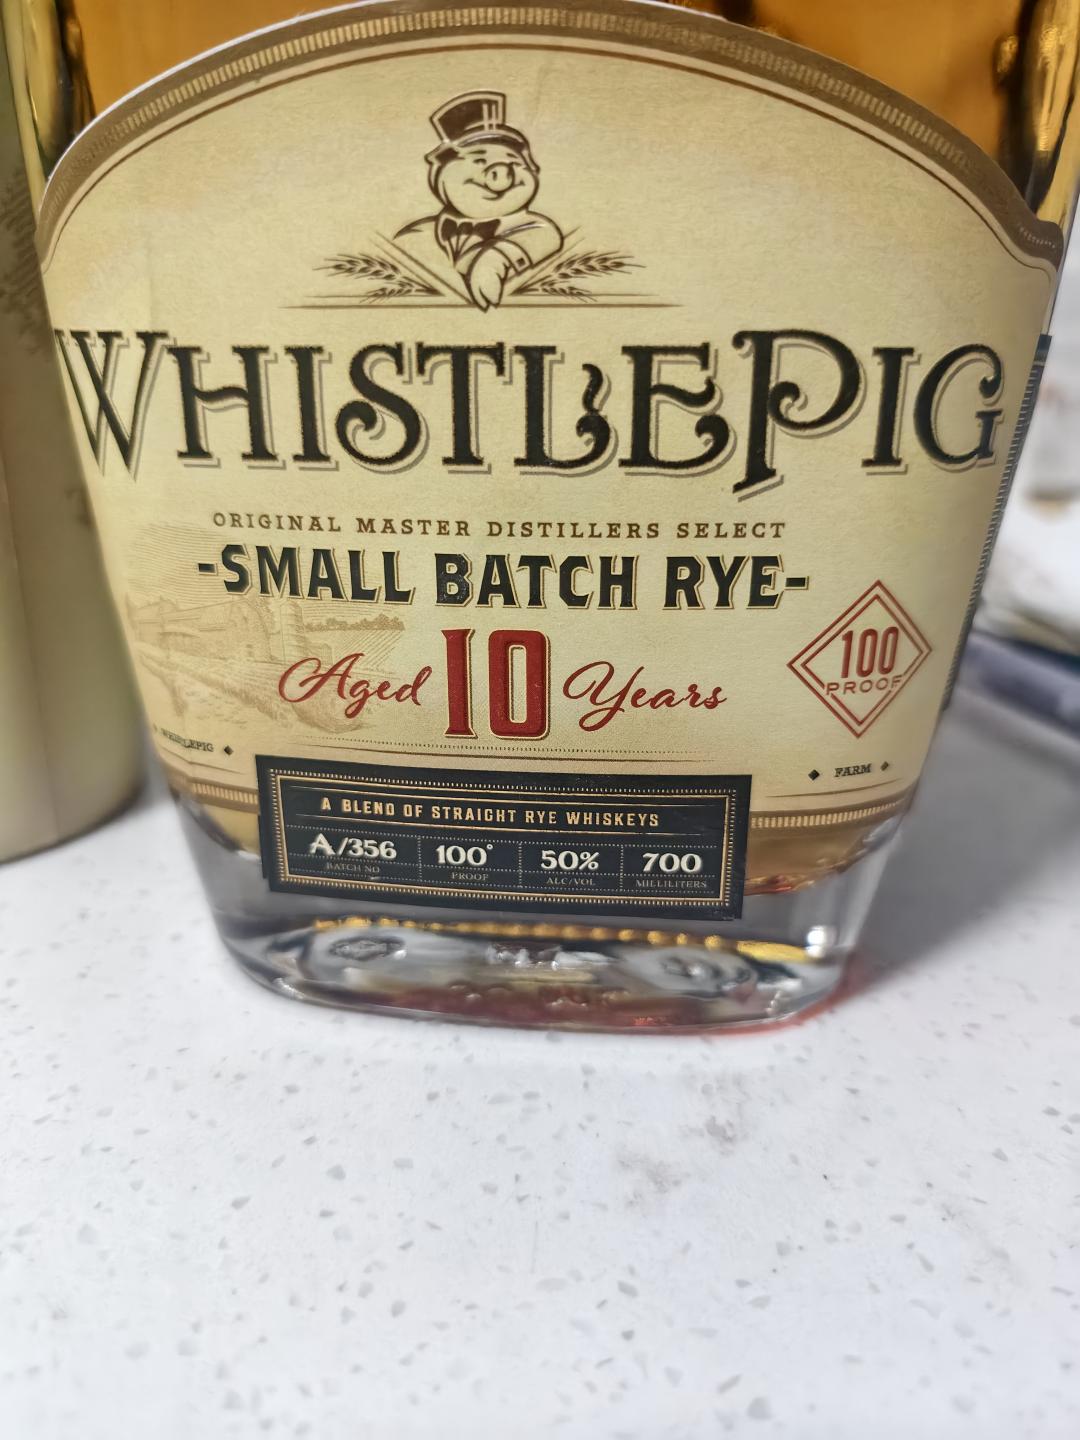 WHISTLEPIG
ORIGINAL MASTER DISTILLERS SELECT
-SMALL BATCH RYE-
Aged 10 Years
100
PROOF
WHISTLEPIG
FARM
A BLEND OF STRAIGHT RYE WHISKEYS
A/356 100° 50% 700
BATCH NO PROOF ALC/VOL MILLILITERS